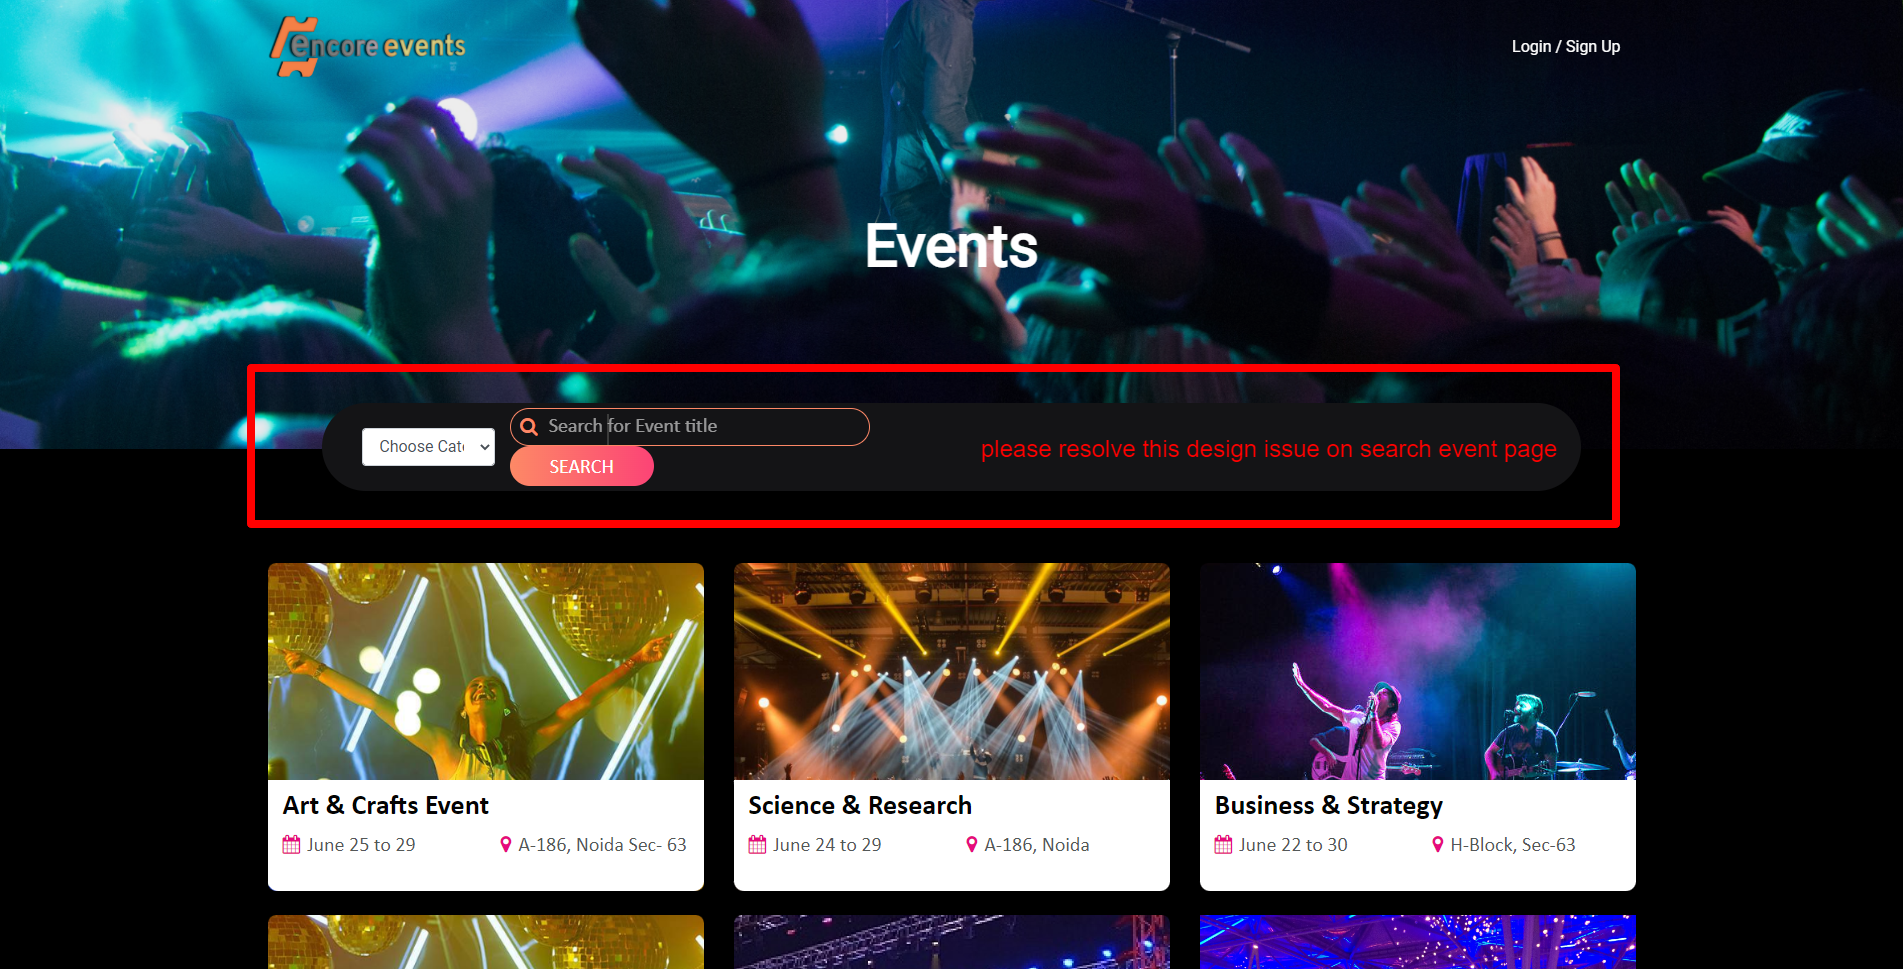 encore events
Login / Sign Up
Events
Choose Cat
Search for Event title
SEARCH
please resolve this design issue on search event page
Art & Crafts Event
June 25 to 29
A-186, Noida Sec- 63
Science & Research
June 24 to 29
A-186, Noida
Business & Strategy
June 22 to 30
H-Block, Sec-63